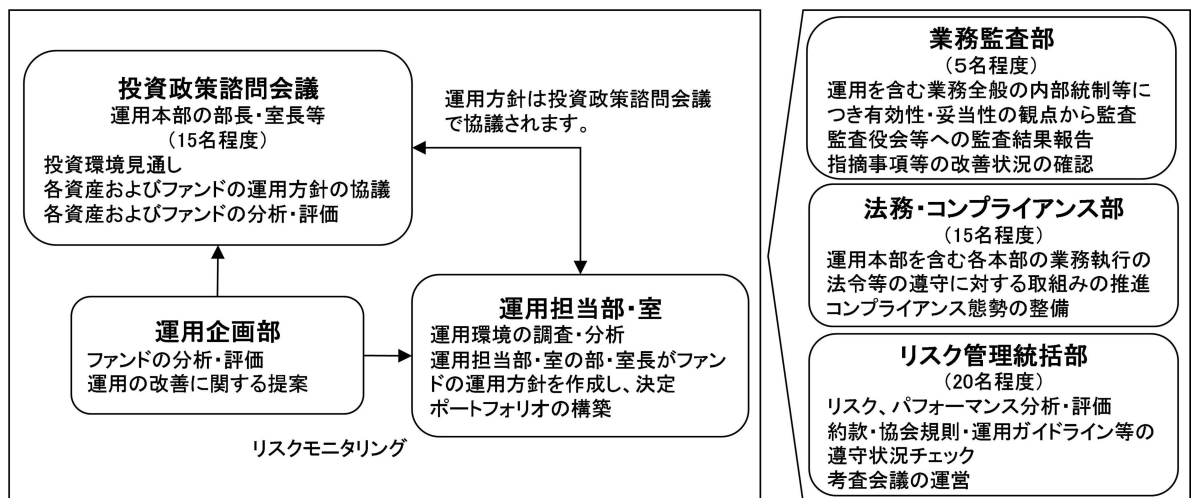 投資政策諮問会議
運用本部の部長・室長等
（15名程度）
投資環境見通し
各資産およびファンドの運用方針の協議
各資産およびファンドの分析・評価
運用方針は投資政策諮問会議
で協議されます。
運用企画部
ファンドの分析・評価
運用の改善に関する提案
運用担当部・室
運用環境の調査・分析
運用担当部・室の部・室長がファン
ドの運用方針を作成し、決定
ポートフォリオの構築
リスクモニタリング
業務監査部
（５名程度）
運用を含む業務全般の内部統制等に
つき有効性・妥当性の観点から監査
監査役会等への監査結果報告
指摘事項等の改善状況の確認
法務・コンプライアンス部
（15名程度）
運用本部を含む各本部の業務執行の
法令等の遵守に対する取組みの推進
コンプライアンス態勢の整備
リスク管理統括部
（20名程度）
リスク、パフォーマンス分析・評価
約款・協会規則・運用ガイドライン等の
遵守状況チェック
考査会議の運営